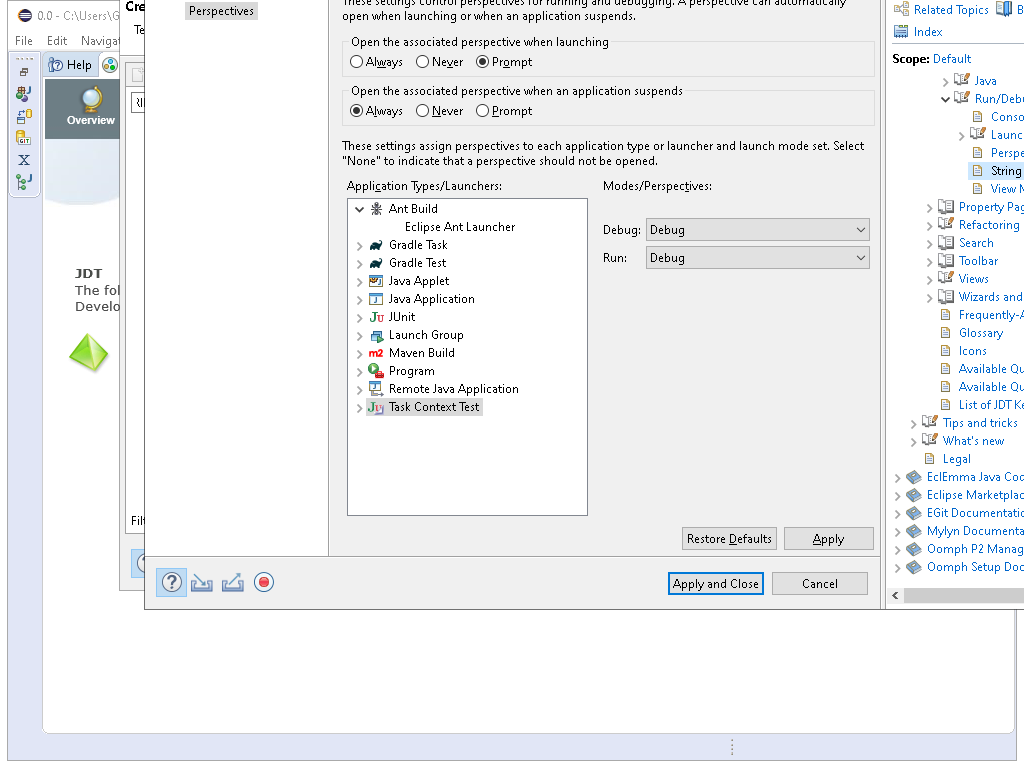 0.0 - C:\Users\G
File
Edit
Navigat
Help
Overview
JDT
The fol
Develo
Cre
Te
Filt
Perspectives
These settings control perspectives for running and debugging. A perspective can automatically
open when launching or when an application suspends.
Open the associated perspective when launching
Always
Never
Prompt
Open the associated perspective when an application suspends
Always
Never
Prompt
These settings assign perspectives to each application type or launcher and launch mode set. Select
"None" to indicate that a perspective should not be opened.
Application Types/Launchers:
Modes/Perspectives:
Ant Build
Eclipse Ant Launcher
Gradle Task
Gradle Test
Java Applet
Java Application
JUnit
Launch Group
Maven Build
Program
Remote Java Application
Task Context Test
Debug:
Debug
Run:
Debug
Restore Defaults
Apply
Apply and Close
Cancel
Related Topics
B
Index
Scope: Default
Java
Run/Debu
Conso
Launc
Perspe
String
View M
Property Pag
Refactoring
Search
Toolbar
Views
Wizards and
Frequently-A
Glossary
Icons
Available Qu
Available Qu
List of JDT Ke
Tips and tricks
What's new
Legal
EclEmma Java Coc
Eclipse Marketplac
EGit Documentatic
Mylyn Documenta
Oomph P2 Manag
Oomph Setup Doc